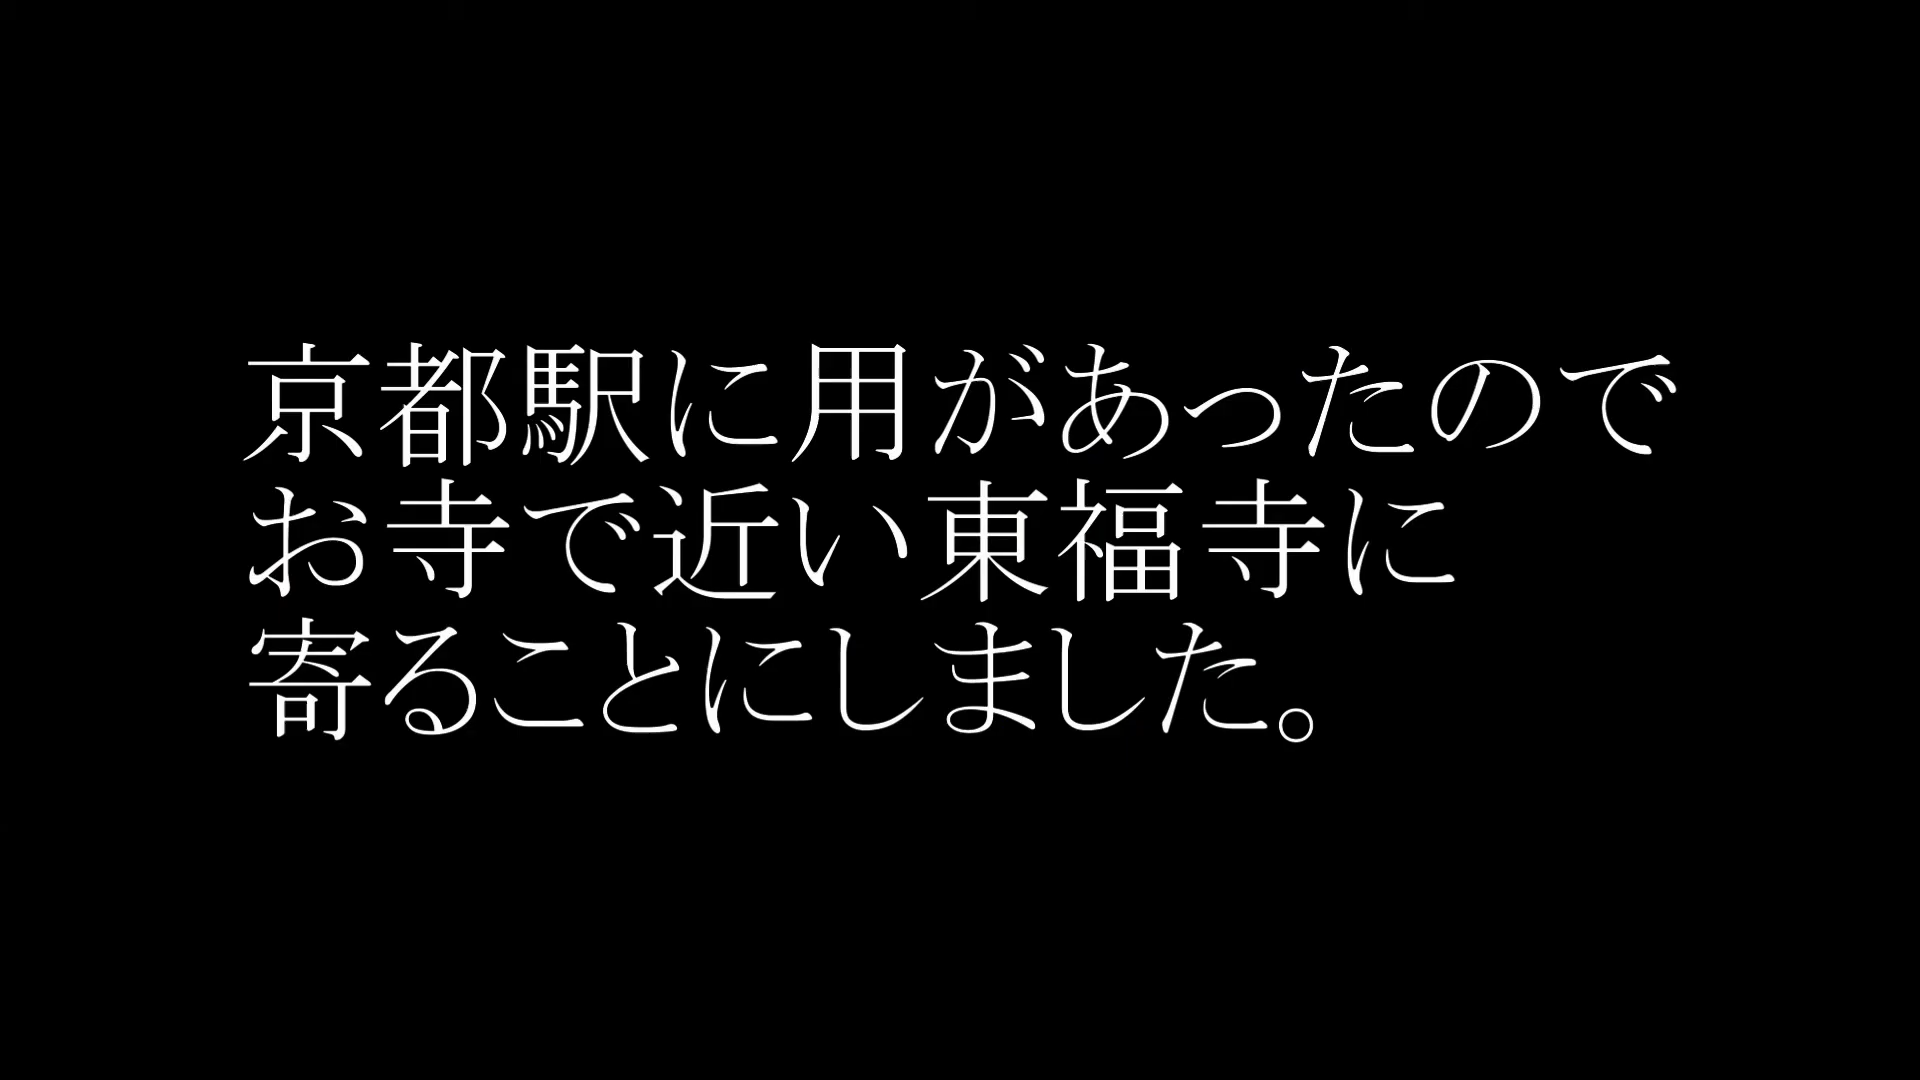 京都駅に用があったので
お寺で近い東福寺に
寄ることにしました。